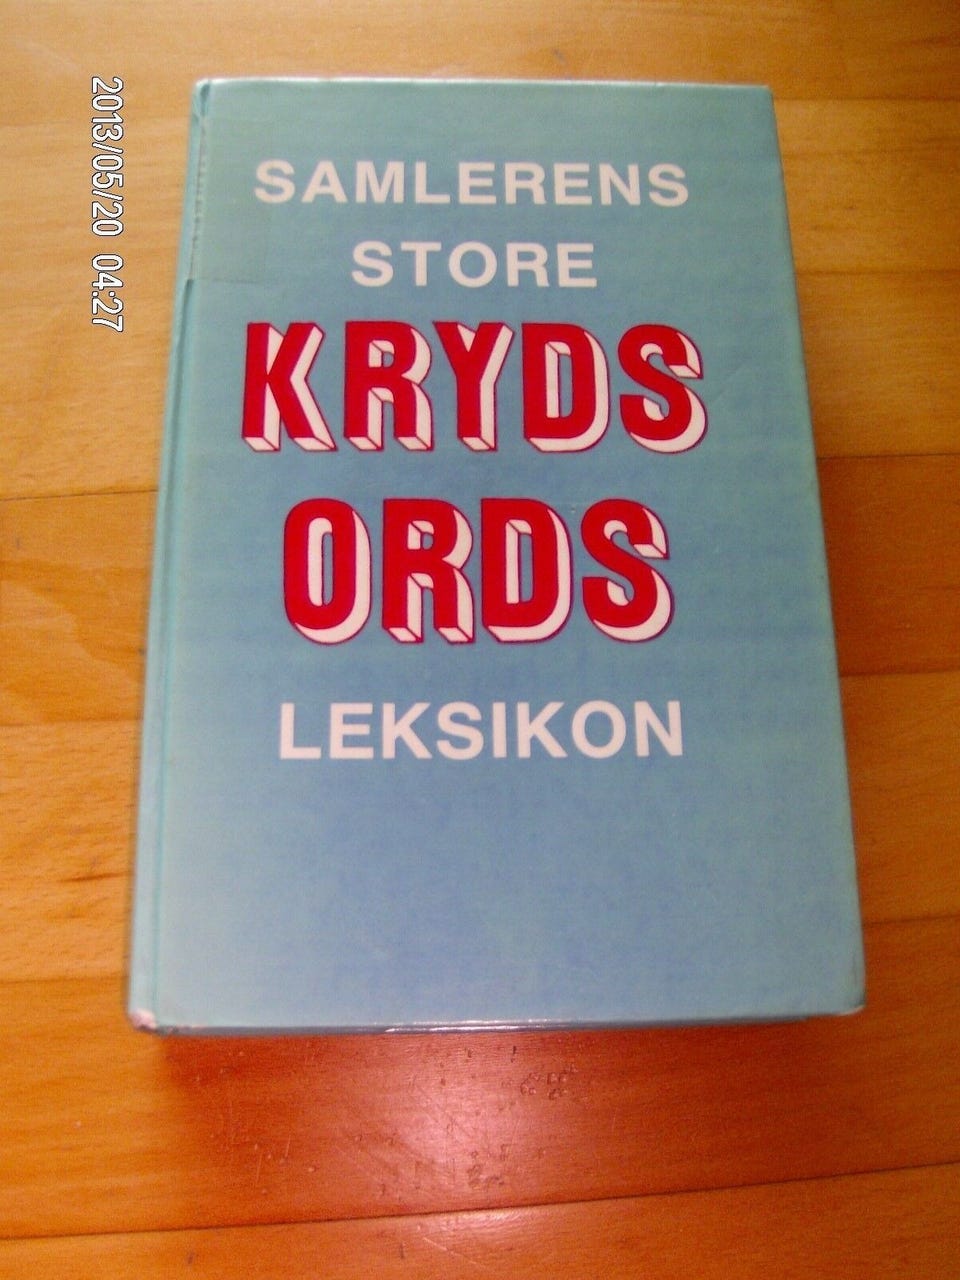 2013/05/20 04:27
SAMLERENS
STORE
KRYDS
ORDS
LEKSIKON